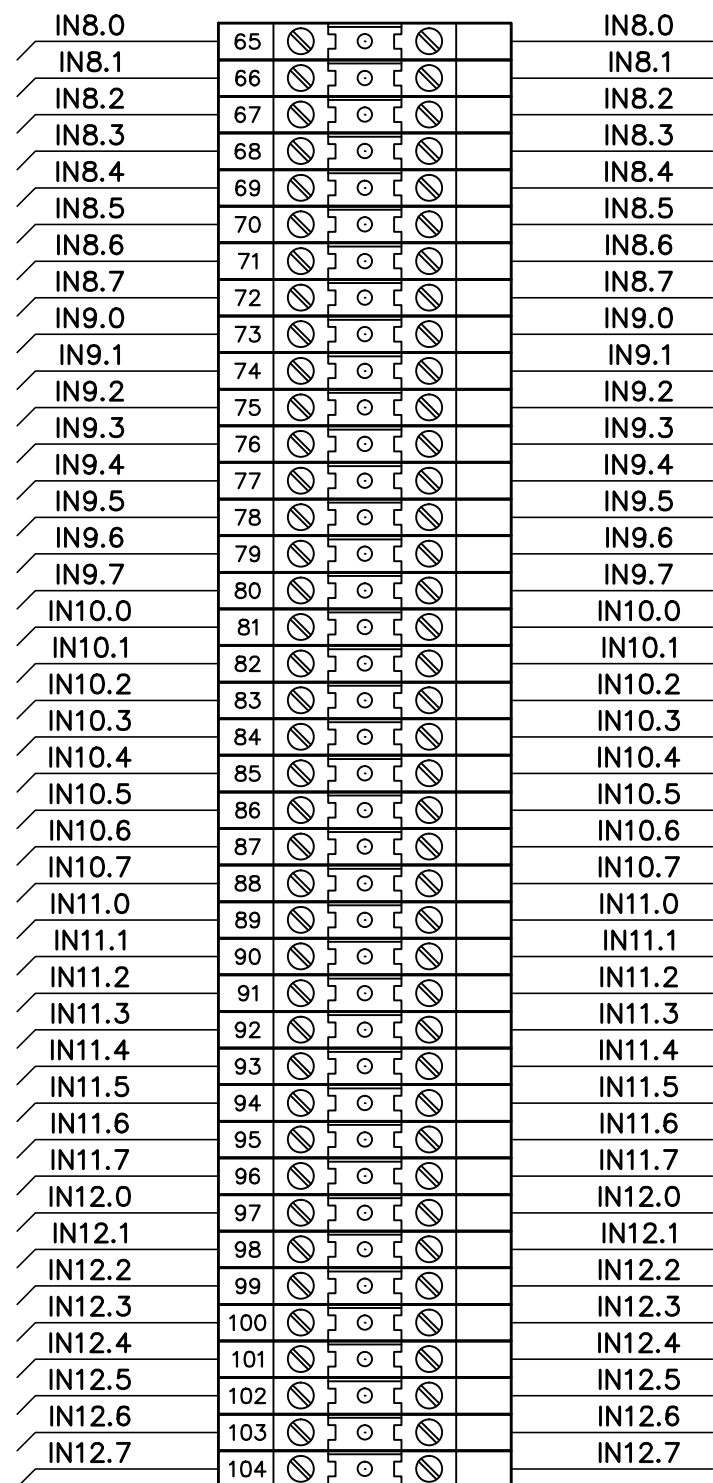 IN8.0 65 IN8.0
IN8.1 66 IN8.1
IN8.2 67 IN8.2
IN8.3 68 IN8.3
IN8.4 69 IN8.4
IN8.5 70 IN8.5
IN8.6 71 IN8.6
IN8.7 72 IN8.7
IN9.0 73 IN9.0
IN9.1 74 IN9.1
IN9.2 75 IN9.2
IN9.3 76 IN9.3
IN9.4 77 IN9.4
IN9.5 78 IN9.5
IN9.6 79 IN9.6
IN9.7 80 IN9.7
IN10.0 81 IN10.0
IN10.1 82 IN10.1
IN10.2 83 IN10.2
IN10.3 84 IN10.3
IN10.4 85 IN10.4
IN10.5 86 IN10.5
IN10.6 87 IN10.6
IN10.7 88 IN10.7
IN11.0 89 IN11.0
IN11.1 90 IN11.1
IN11.2 91 IN11.2
IN11.3 92 IN11.3
IN11.4 93 IN11.4
IN11.5 94 IN11.5
IN11.6 95 IN11.6
IN11.7 96 IN11.7
IN12.0 97 IN12.0
IN12.1 98 IN12.1
IN12.2 99 IN12.2
IN12.3 100 IN12.3
IN12.4 101 IN12.4
IN12.5 102 IN12.5
IN12.6 103 IN12.6
IN12.7 104 IN12.7